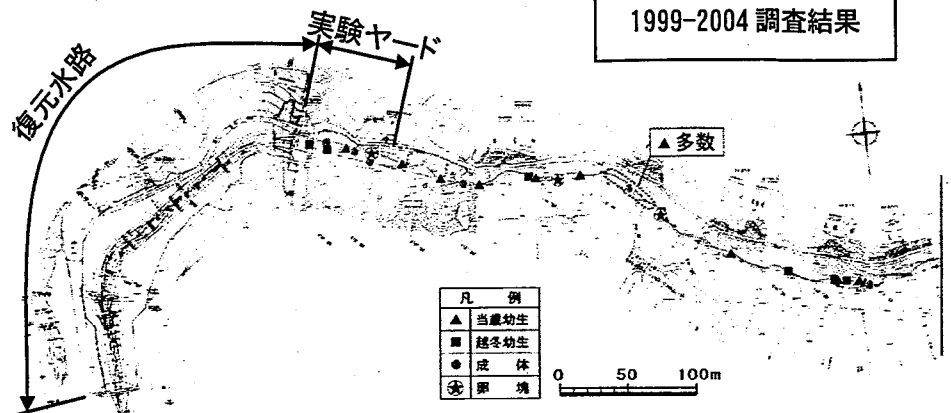 1999-2004 調査結果
実験ヤード
復元水路
▲ 多数
凡 例
▲ 当歳幼生
■ 越冬幼生
● 成 体
卵 塊
0 50 100m